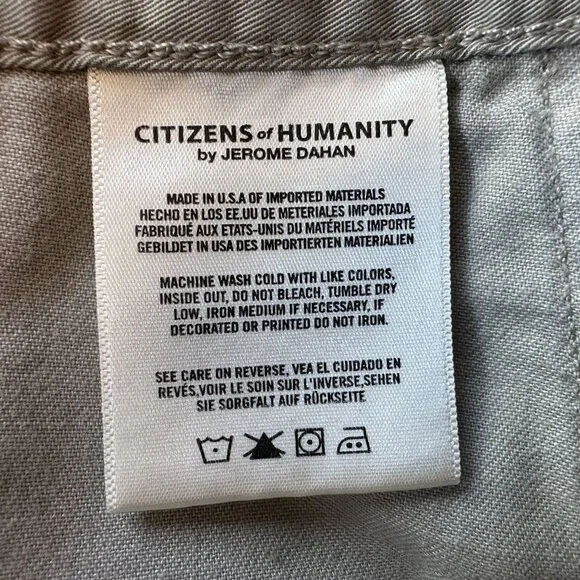 CITIZENS of HUMANITY
by JEROME DAHAN
MADE IN U.S.A OF IMPORTED MATERIALS
HECHO EN LOS EE.UU DE METERIALES IMPORTADA
FABRIQUÉ AUX ETATS-UNIS DU MATÉRIELS IMPORTÉ
GEBILDET IN USA DES IMPORTIERTEN MATERIALIEN
MACHINE WASH COLD WITH LIKE COLORS,
INSIDE OUT, DO NOT BLEACH, TUMBLE DRY
LOW, IRON MEDIUM IF NECESSARY, IF
DECORATED OR PRINTED DO NOT IRON.
SEE CARE ON REVERSE, VEA EL CUIDADO EN
REVÉS,VOIR LE SOIN SUR L'INVERSE,SEHEN
SIE SORGFALT AUF RÜCKSEITE